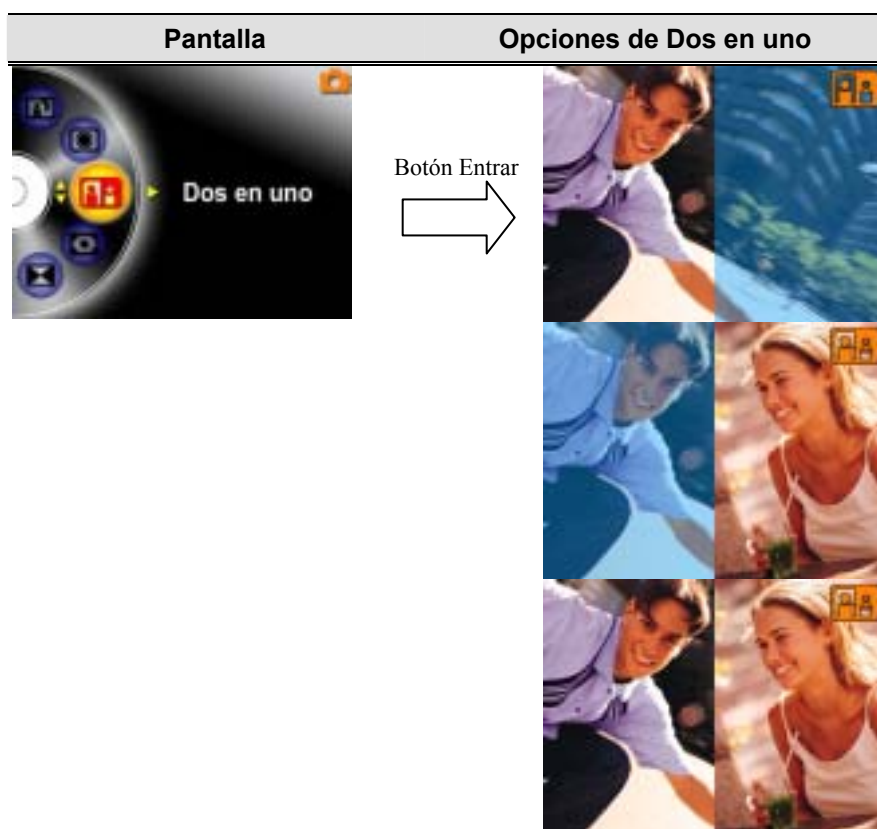 Pantalla
Opciones de Dos en uno
Dos en uno
Botón Entrar